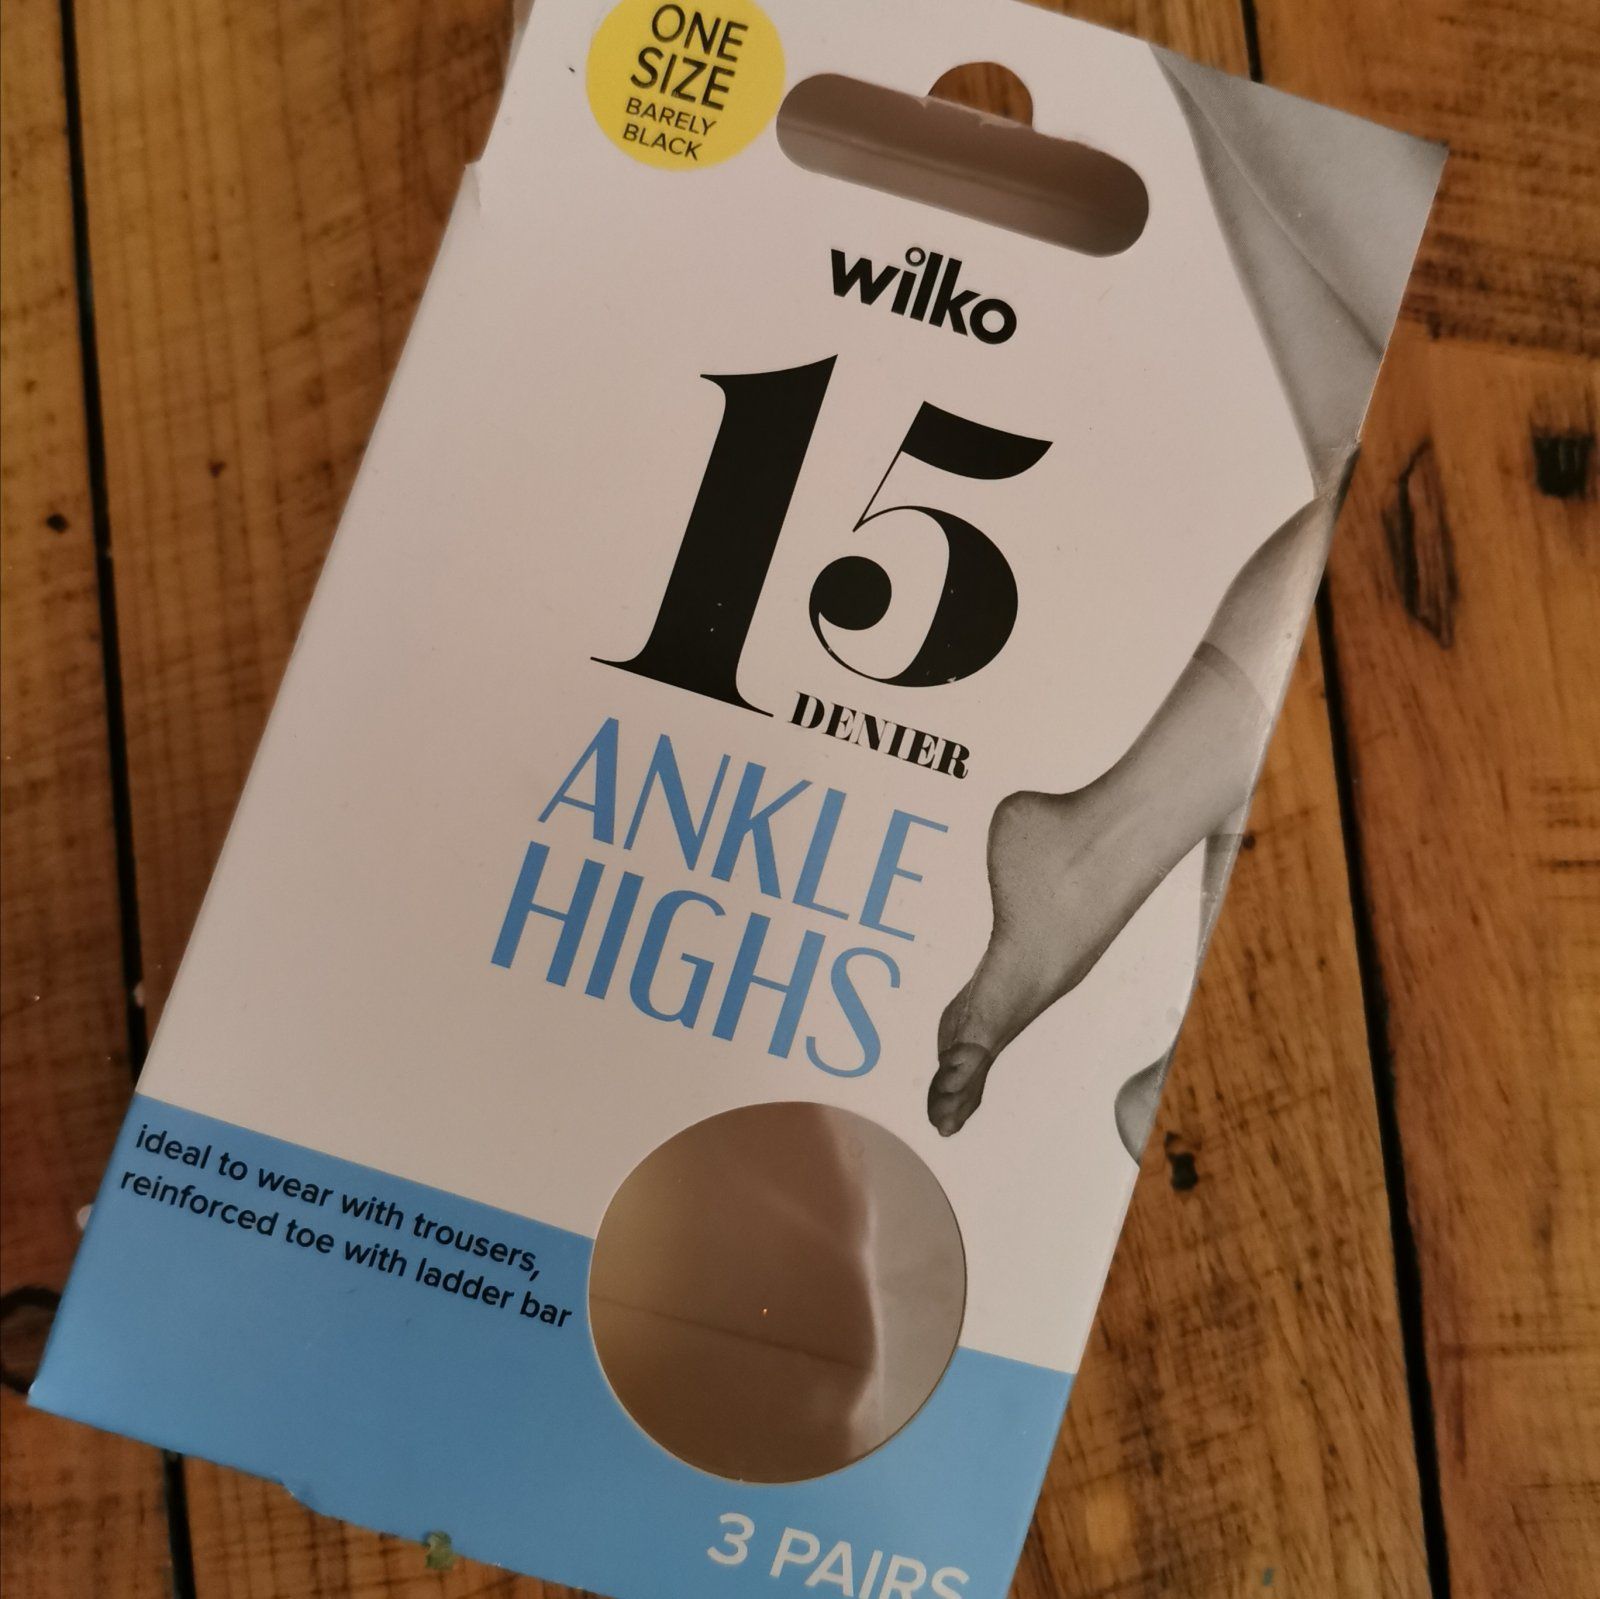 ONE
SIZE
BARELY
BLACK
wilko
15
DENIER
ANKLE
HIGHS
ideal to wear with trousers,
reinforced toe with ladder bar
3 PAIRS